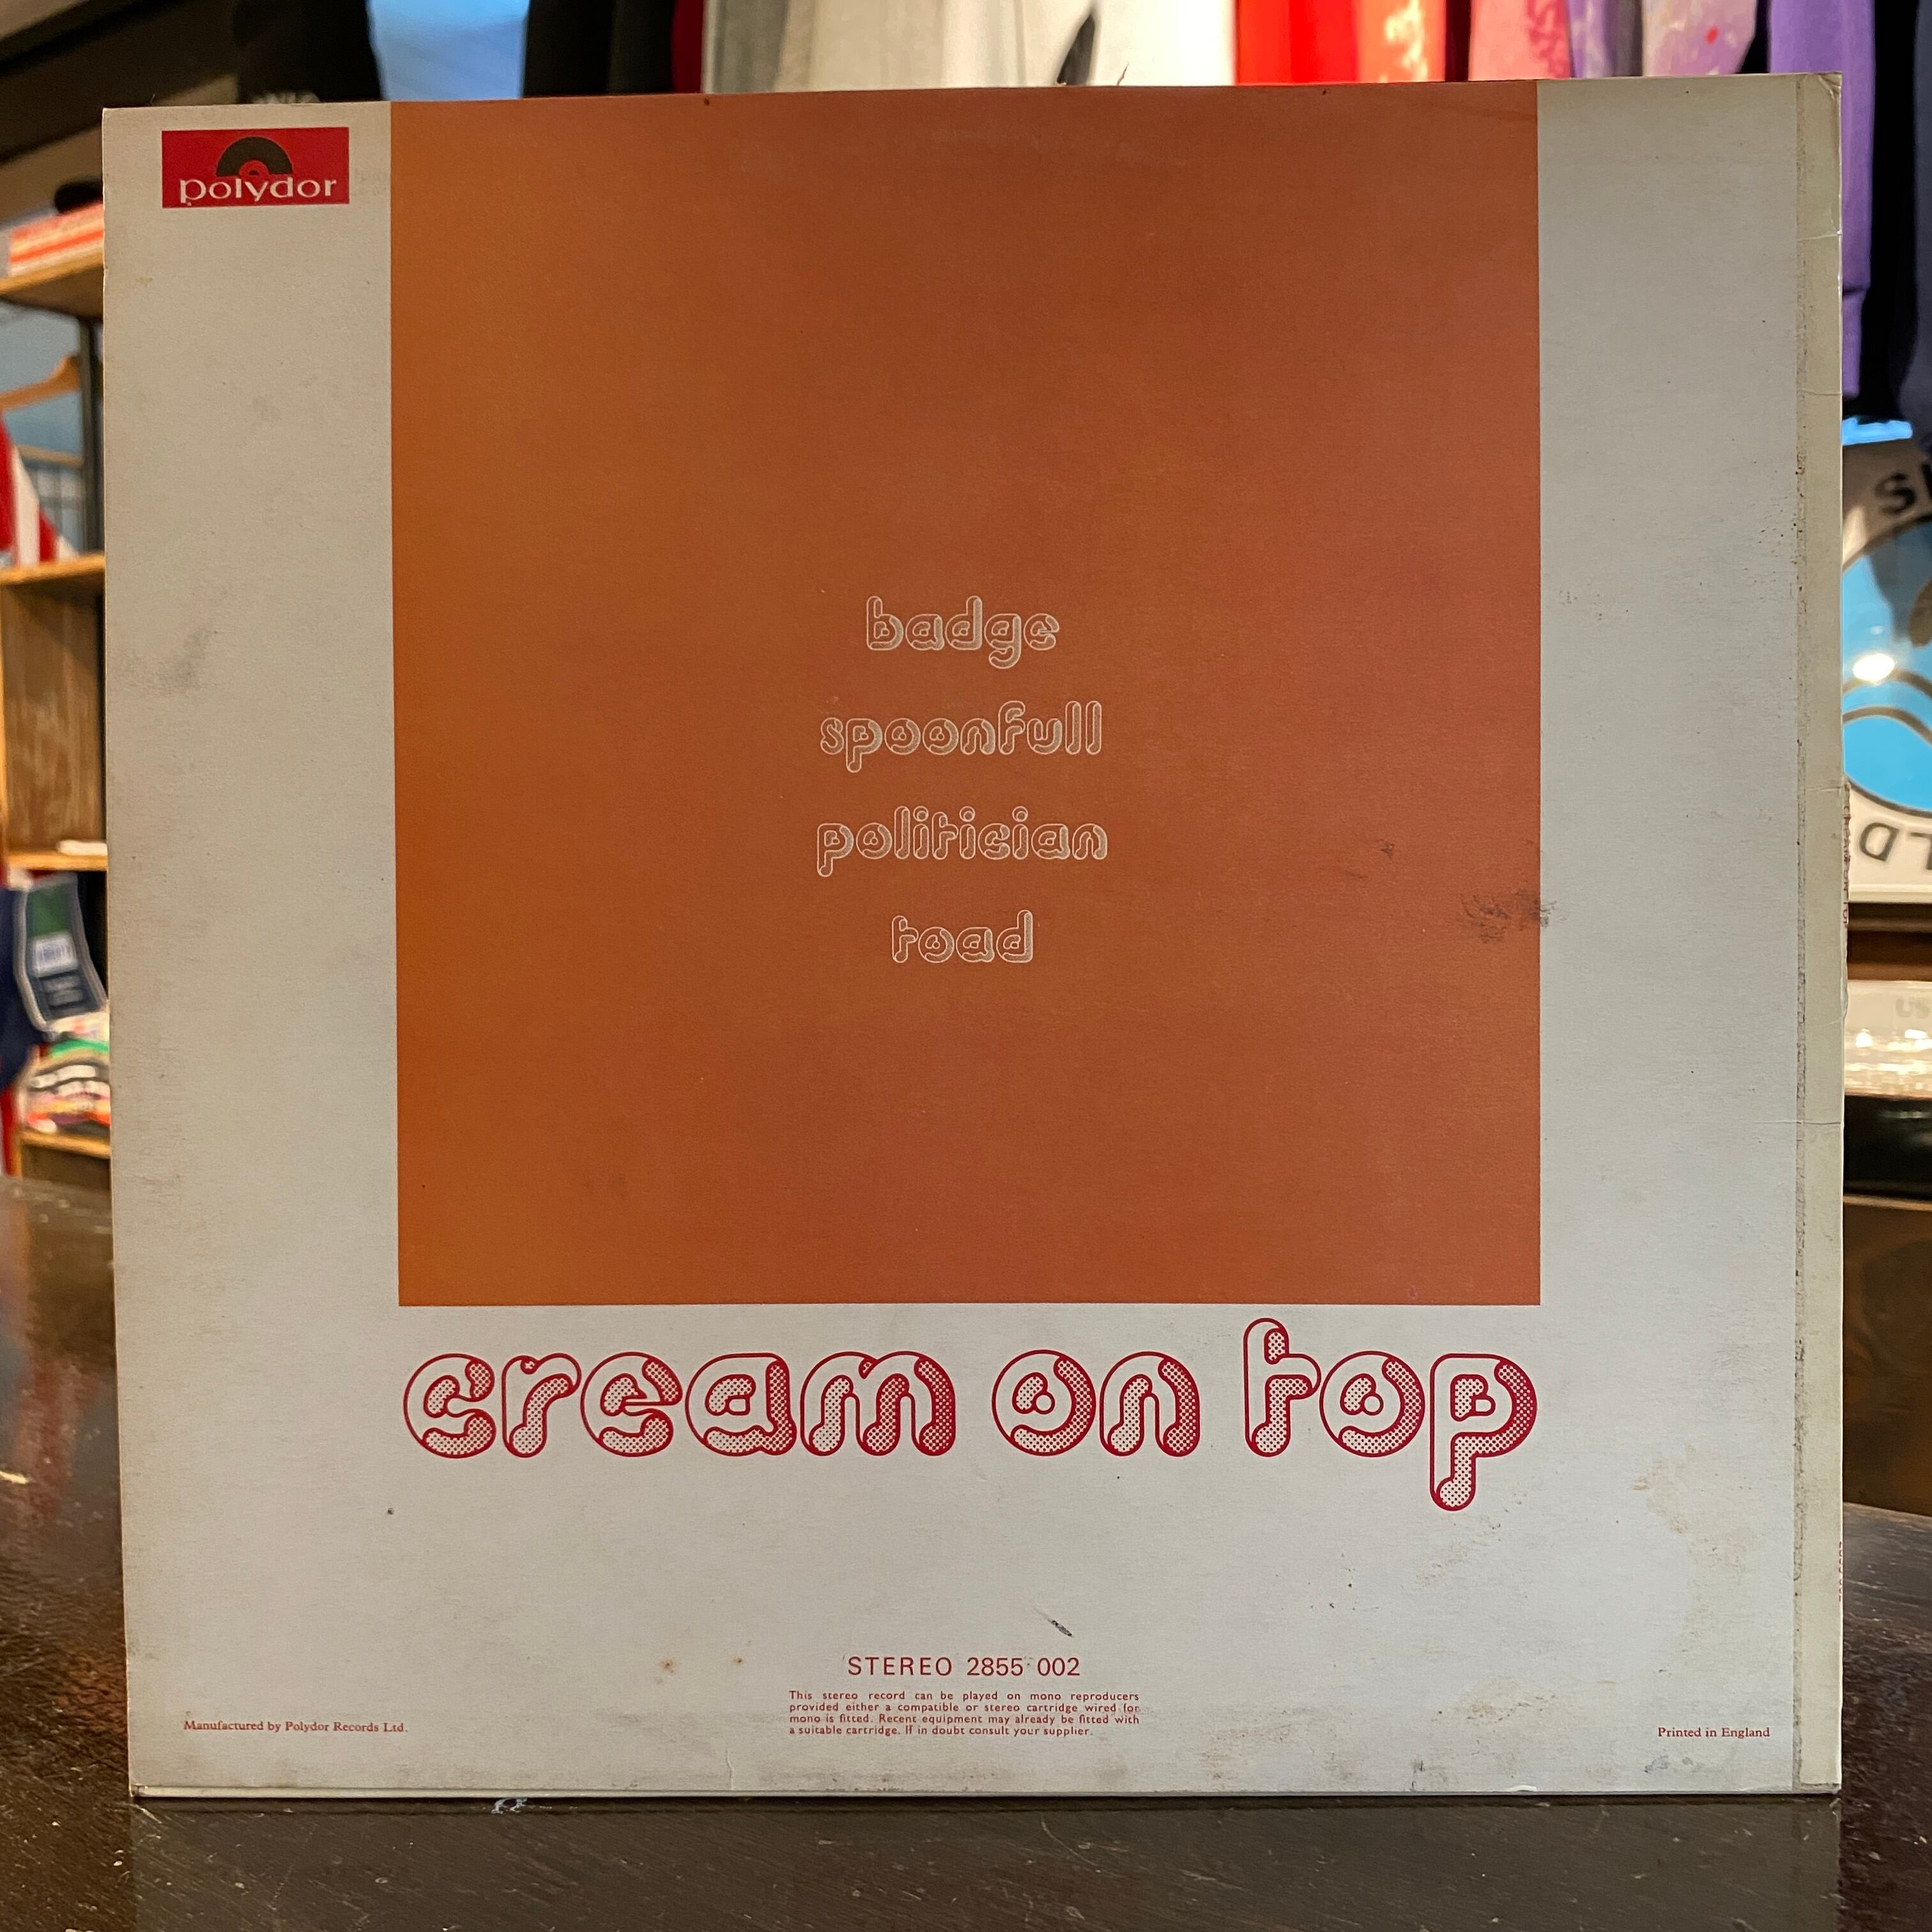 polydor
badge
spoonfull
politician
toad
cream on top
STEREO 2855 002
This stereo record can be played on mono reproducers
provided either a compatible or stereo cartridge wired for
mono is fitted. Recent equipment may already be fitted with
a suitable cartridge. If in doubt consult your supplier.
Manufactured by Polydor Records Ltd.
Printed in England